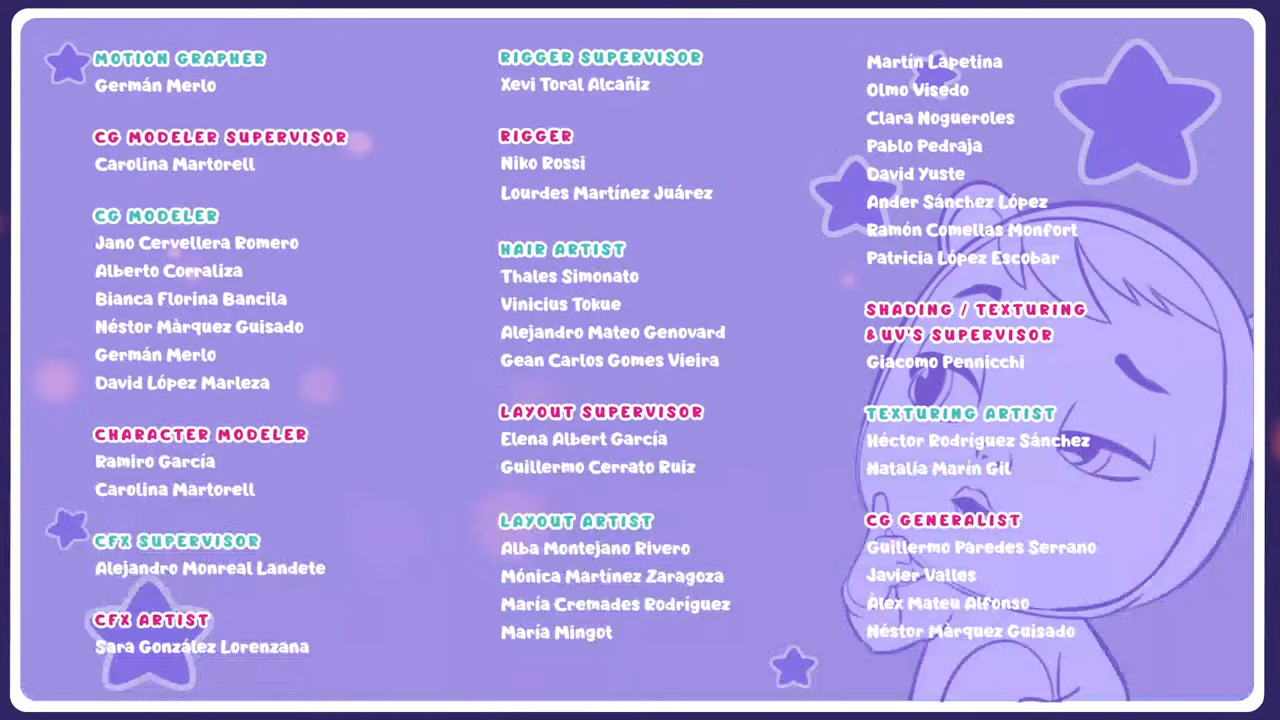 MOTION GRAPHER
Germán Merlo
CG MODELER SUPERVISOR
Carolina Martorell
CG MODELER
Jano Cervellera Romero
Alberto Corraliza
Bianca Florina Bancila
Néstor Màrquez Guisado
Germán Merlo
David López Marleza
CHARACTER MODELER
Ramiro García
Carolina Martorell
CFX SUPERVISOR
Alejandro Monreal Landete
CFX ARTIST
Sara González Lorenzana
RIGGER SUPERVISOR
Xevi Toral Alcañiz
RIGGER
Niko Rossi
Lourdes Martínez Juárez
HAIR ARTIST
Thales Simonato
Vinicius Tokue
Alejandro Mateo Genovard
Gean Carlos Gomes Vieira
LAYOUT SUPERVISOR
Elena Albert García
Guillermo Cerrato Ruiz
LAYOUT ARTIST
Alba Montejano Rivero
Mónica Martínez Zaragoza
María Cremades Rodríguez
María Mingot
Martín Lapetina
Olmo Visedo
Clara Nogueroles
Pablo Pedraja
David Yuste
Ander Sánchez López
Ramón Comellas Monfort
Patricia López Escobar
SHADING / TEXTURING
& UV'S SUPERVISOR
Giacomo Pennicchi
TEXTURING ARTIST
Héctor Rodríguez Sánchez
Natalia Marín Gil
CG GENERALIST
Guillermo Paredes Serrano
Javier Valles
Àlex Mateu Alfonso
Néstor Màrquez Guisado